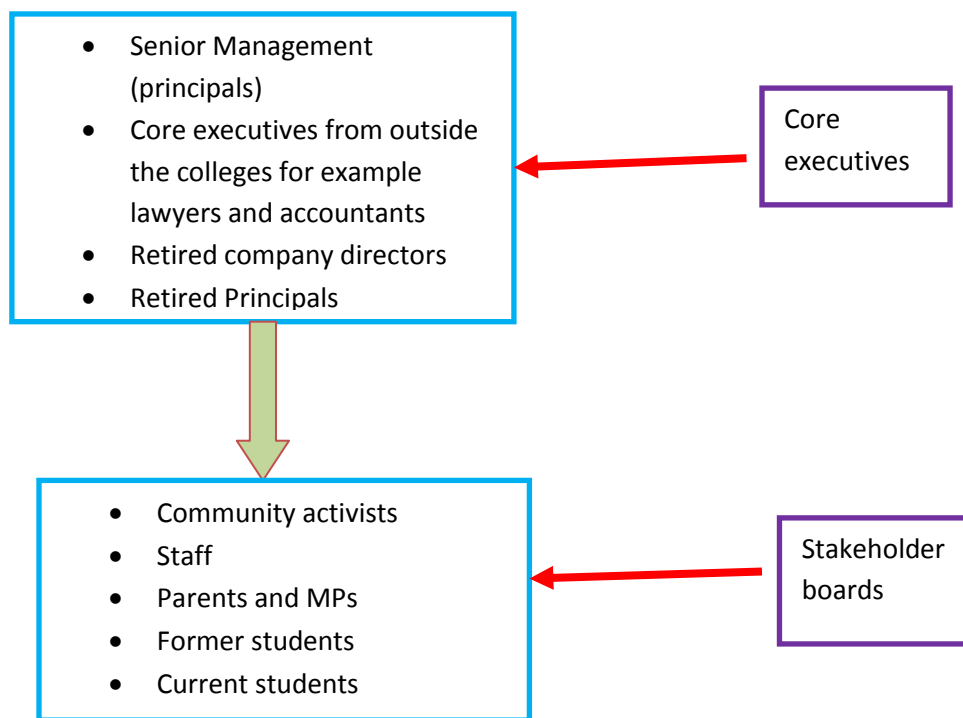 • Senior Management
(principals)
• Core executives from outside
the colleges for example
lawyers and accountants
• Retired company directors
• Retired Principals
Core
executives
• Community activists
• Staff
• Parents and MPs
• Former students
• Current students
Stakeholder
boards